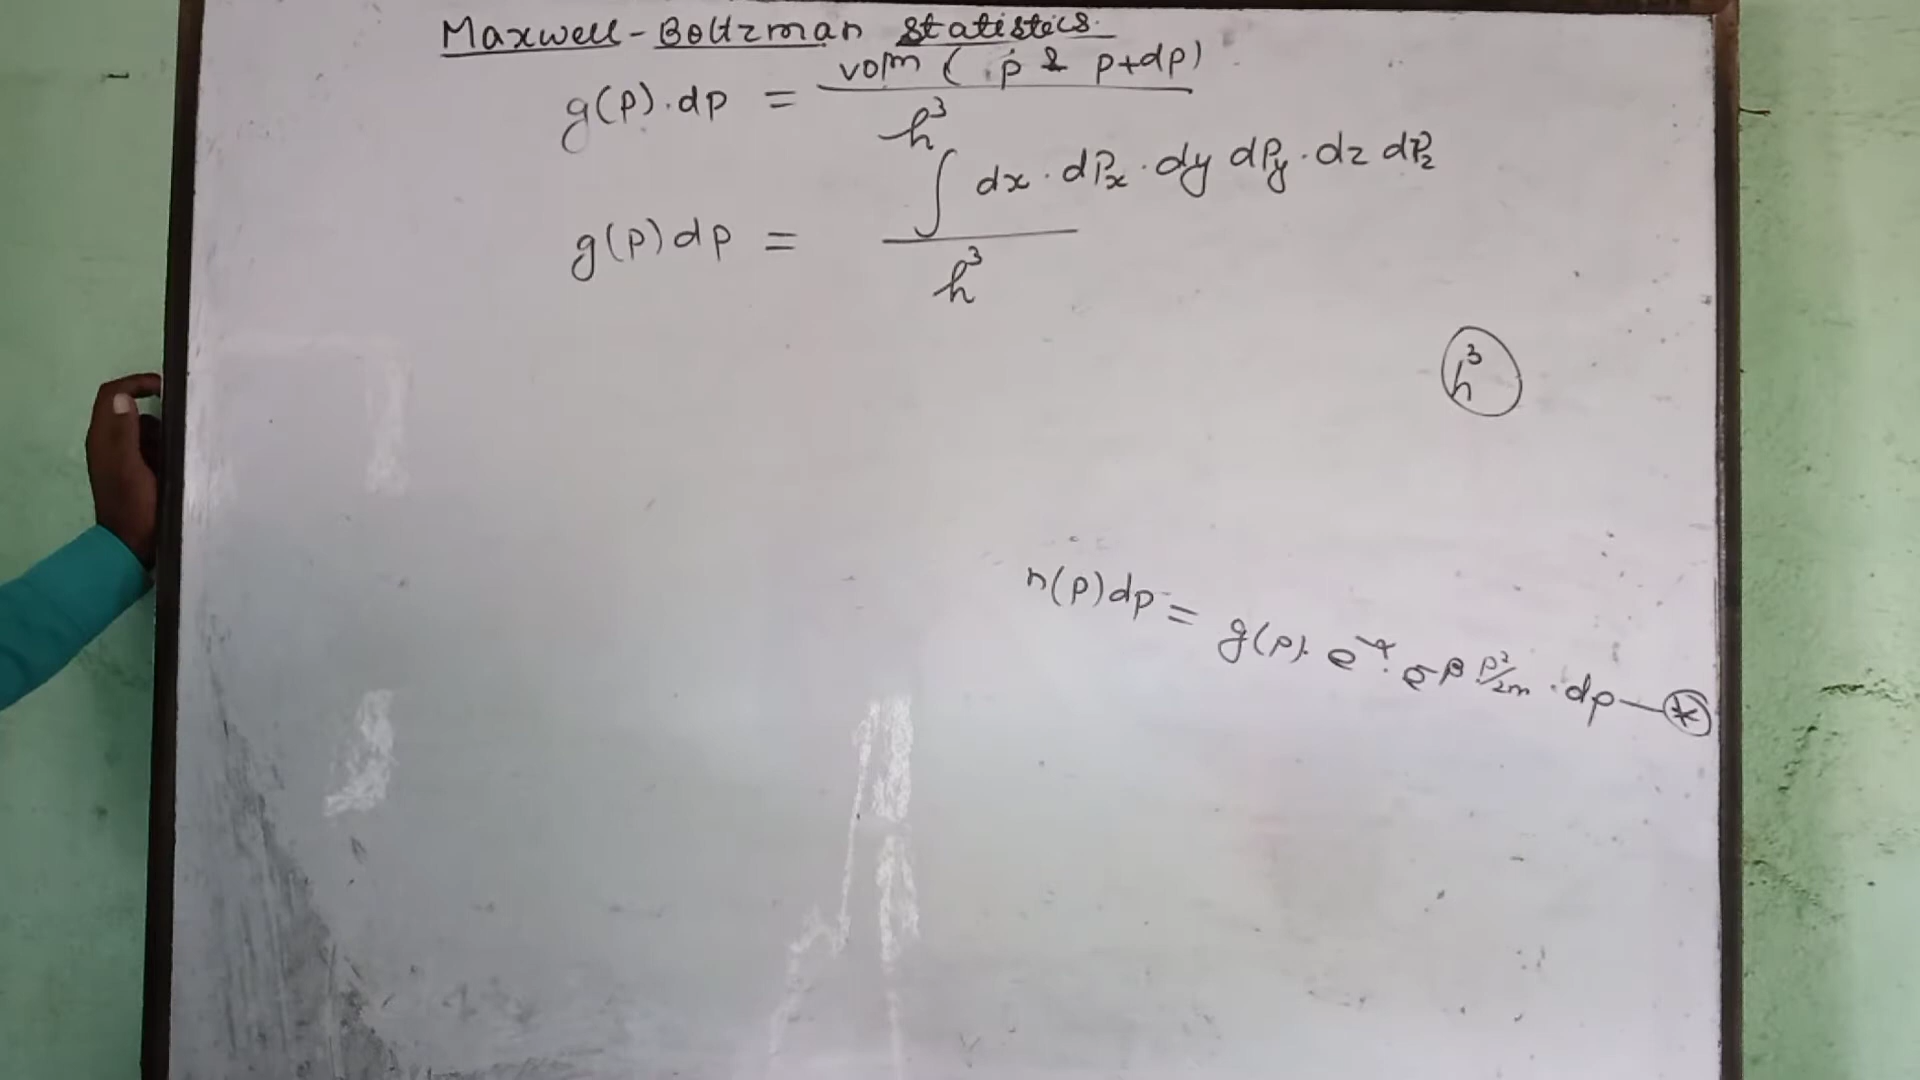 Maxwell-Boltzman Statistics.
g(p).dp = volm ( p & p+dp) / h³
g(p)dp = ∫ dx . dPx . dy dPy . dz dPz / h³
h³
n(p)dp = g(p). e^-α . e^-β p²/2m . dp — *